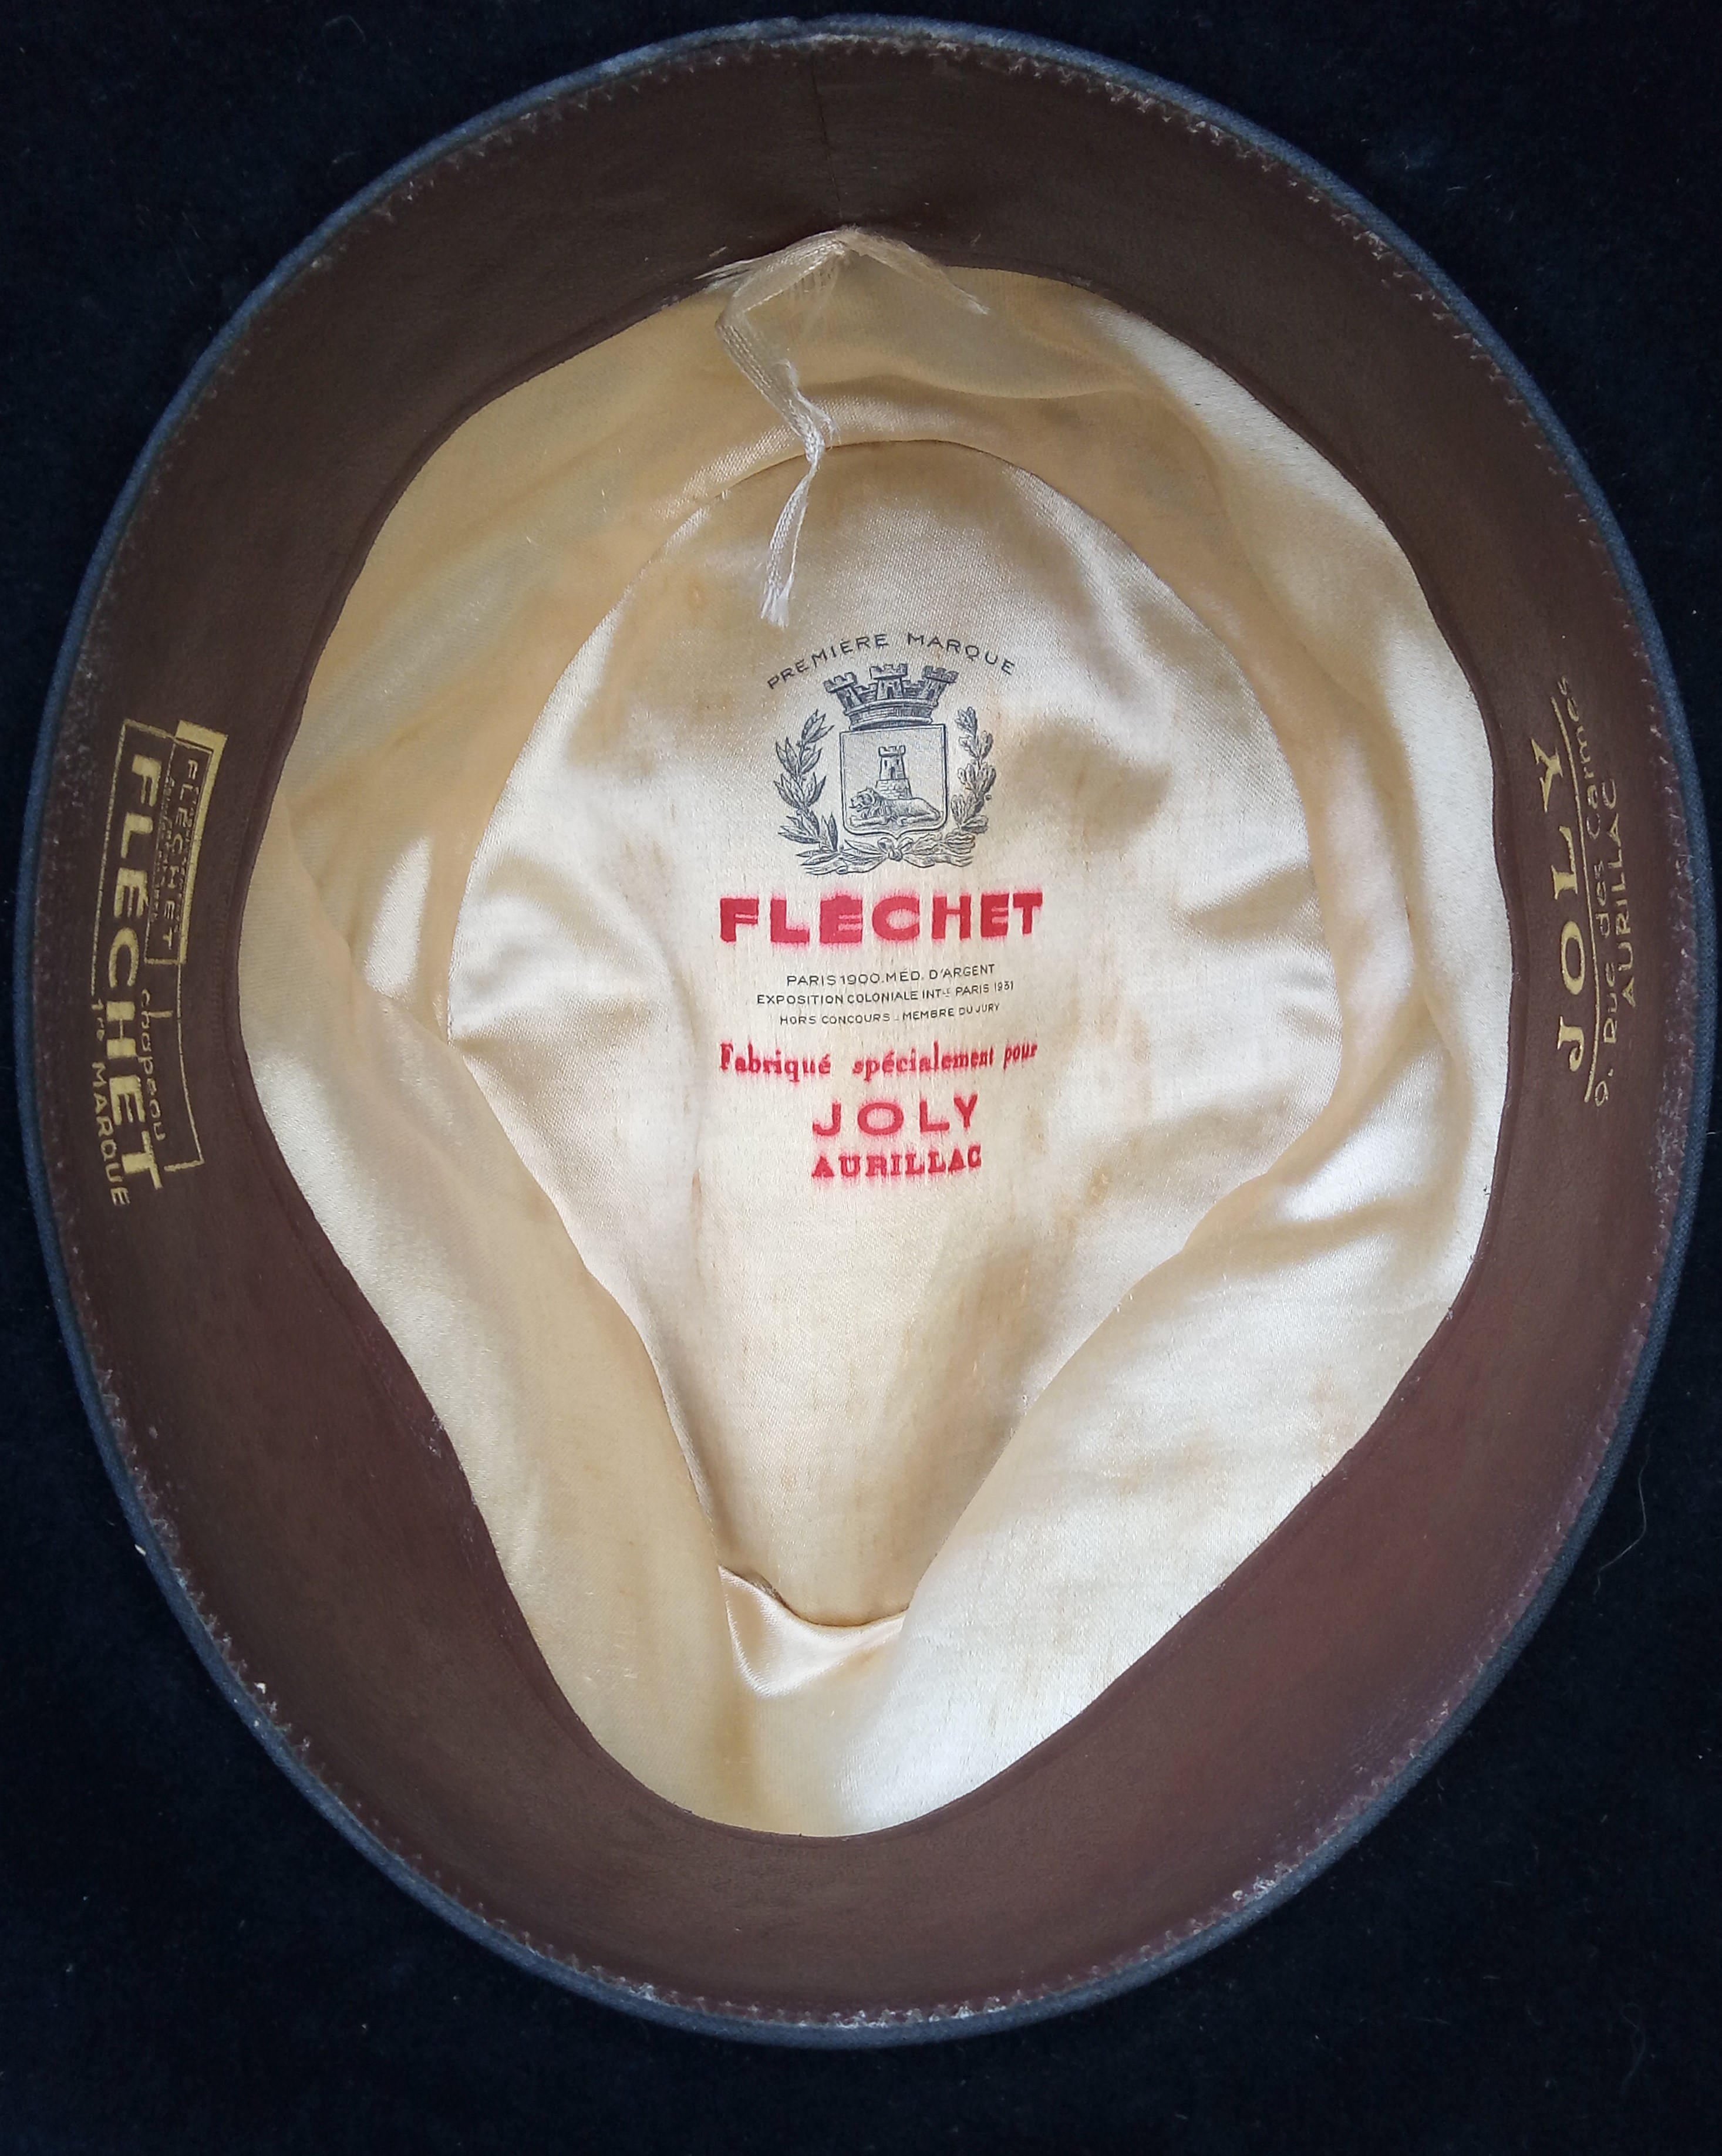 PREMIÈRE MARQUE
FLÉCHET
PARIS 1900. MÉD. D'ARGENT
EXPOSITION COLONIALE INTLE PARIS 1931
HORS CONCOURS _ MEMBRE DU JURY
Fabriqué spécialement pour
JOLY
AURILLAC
FLÉCHET
chapeau
FLÉCHET
1re MARQUE
JOLY
9. Rue des Carmes
AURILLAC